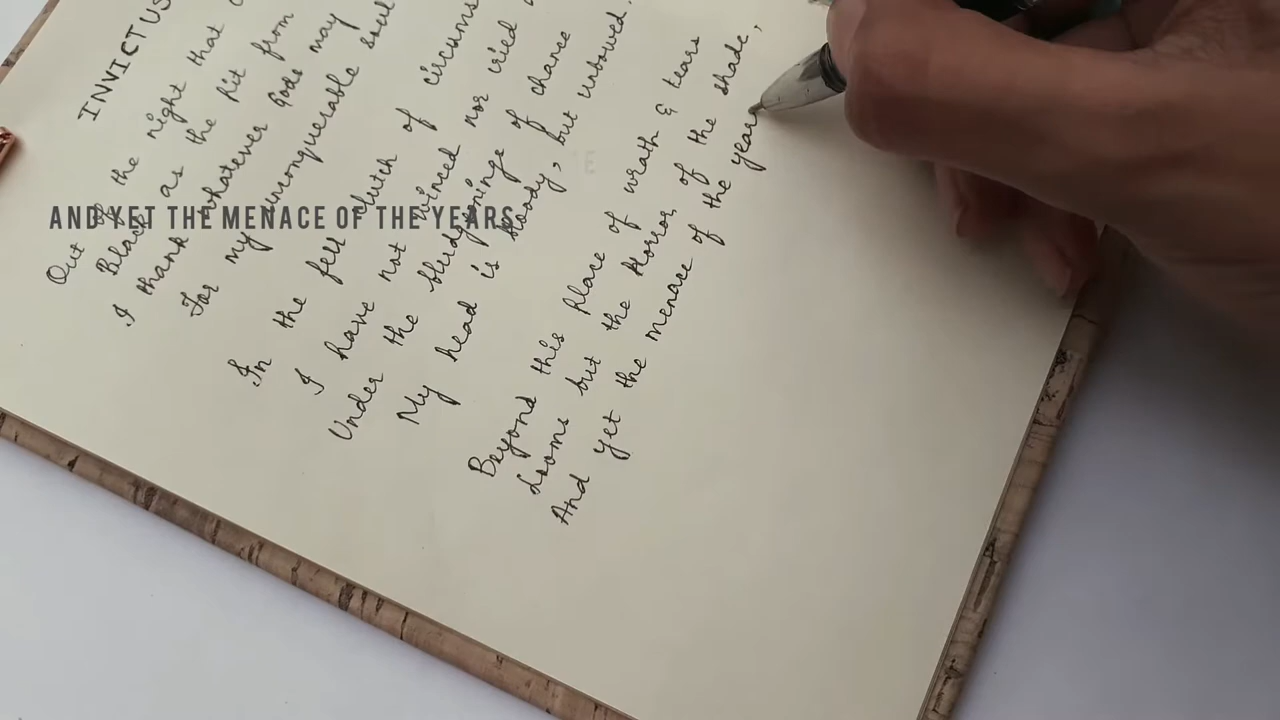 INVICTUS
Out of the night that
Black as the Pit from
I thank whatever Gods may
For my unconquerable soul
In the fell clutch of circums
I have not winced nor cried
Under the bludgeonings of chance
My head is bloody, but unbowed.
Beyond this place of wrath & tears
Looms but the Horror of the shade,
And yet the menace of the years
AND YET THE MENACE OF THE YEARS